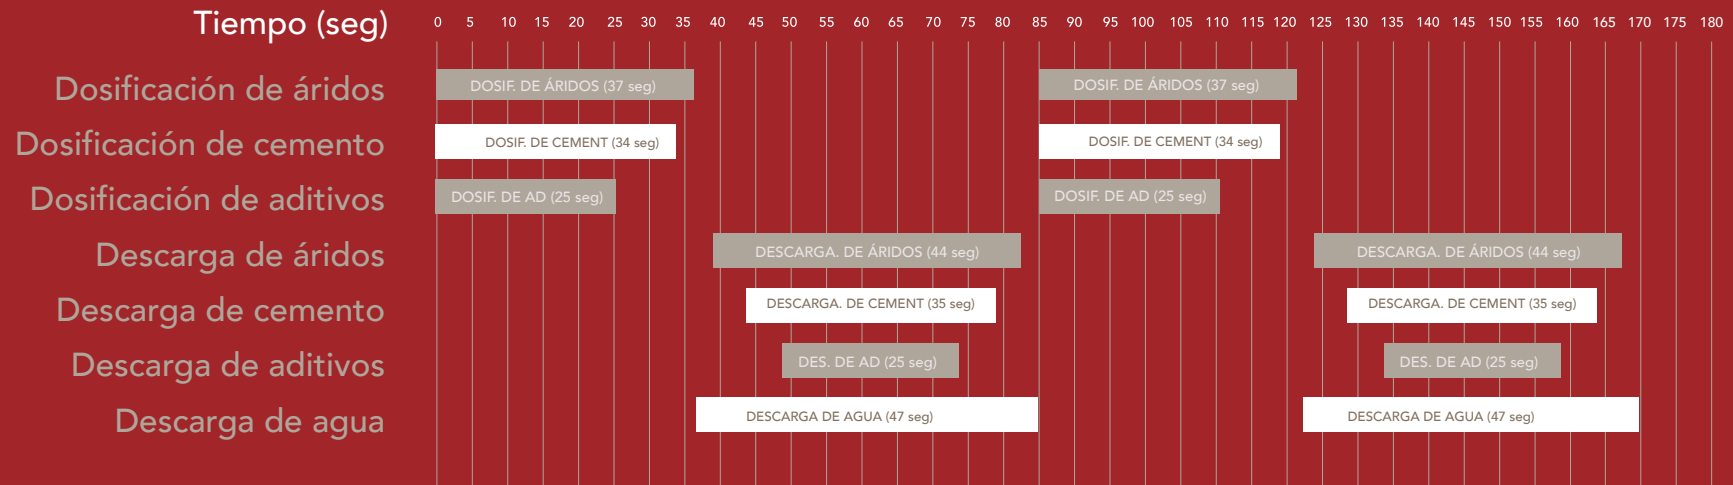 Tiempo (seg) 0 5 10 15 20 25 30 35 40 45 50 55 60 65 70 75 80 85 90 95 100 105 110 115 120 125 130 135 140 145 150 155 160 165 170 175 180
Dosificación de áridos DOSIF. DE ÁRIDOS (37 seg) DOSIF. DE ÁRIDOS (37 seg)
Dosificación de cemento DOSIF. DE CEMENT (34 seg) DOSIF. DE CEMENT (34 seg)
Dosificación de aditivos DOSIF. DE AD (25 seg) DOSIF. DE AD (25 seg)
Descarga de áridos DESCARGA. DE ÁRIDOS (44 seg) DESCARGA. DE ÁRIDOS (44 seg)
Descarga de cemento DESCARGA. DE CEMENT (35 seg) DESCARGA. DE CEMENT (35 seg)
Descarga de aditivos DES. DE AD (25 seg) DES. DE AD (25 seg)
Descarga de agua DESCARGA DE AGUA (47 seg) DESCARGA DE AGUA (47 seg)